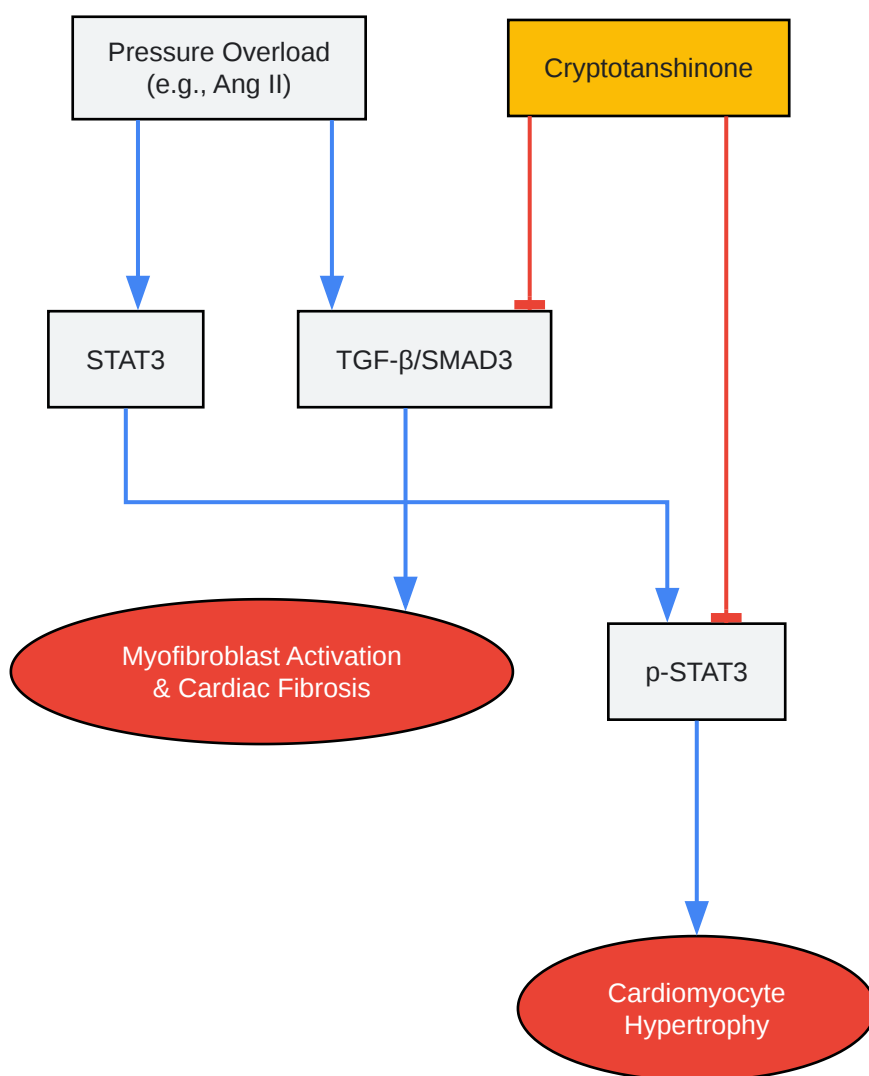 Pressure Overload
(e.g., Ang II)
Cryptotanshinone
STAT3
TGF-β/SMAD3
Myofibroblast Activation
& Cardiac Fibrosis
p-STAT3
Cardiomyocyte
Hypertrophy